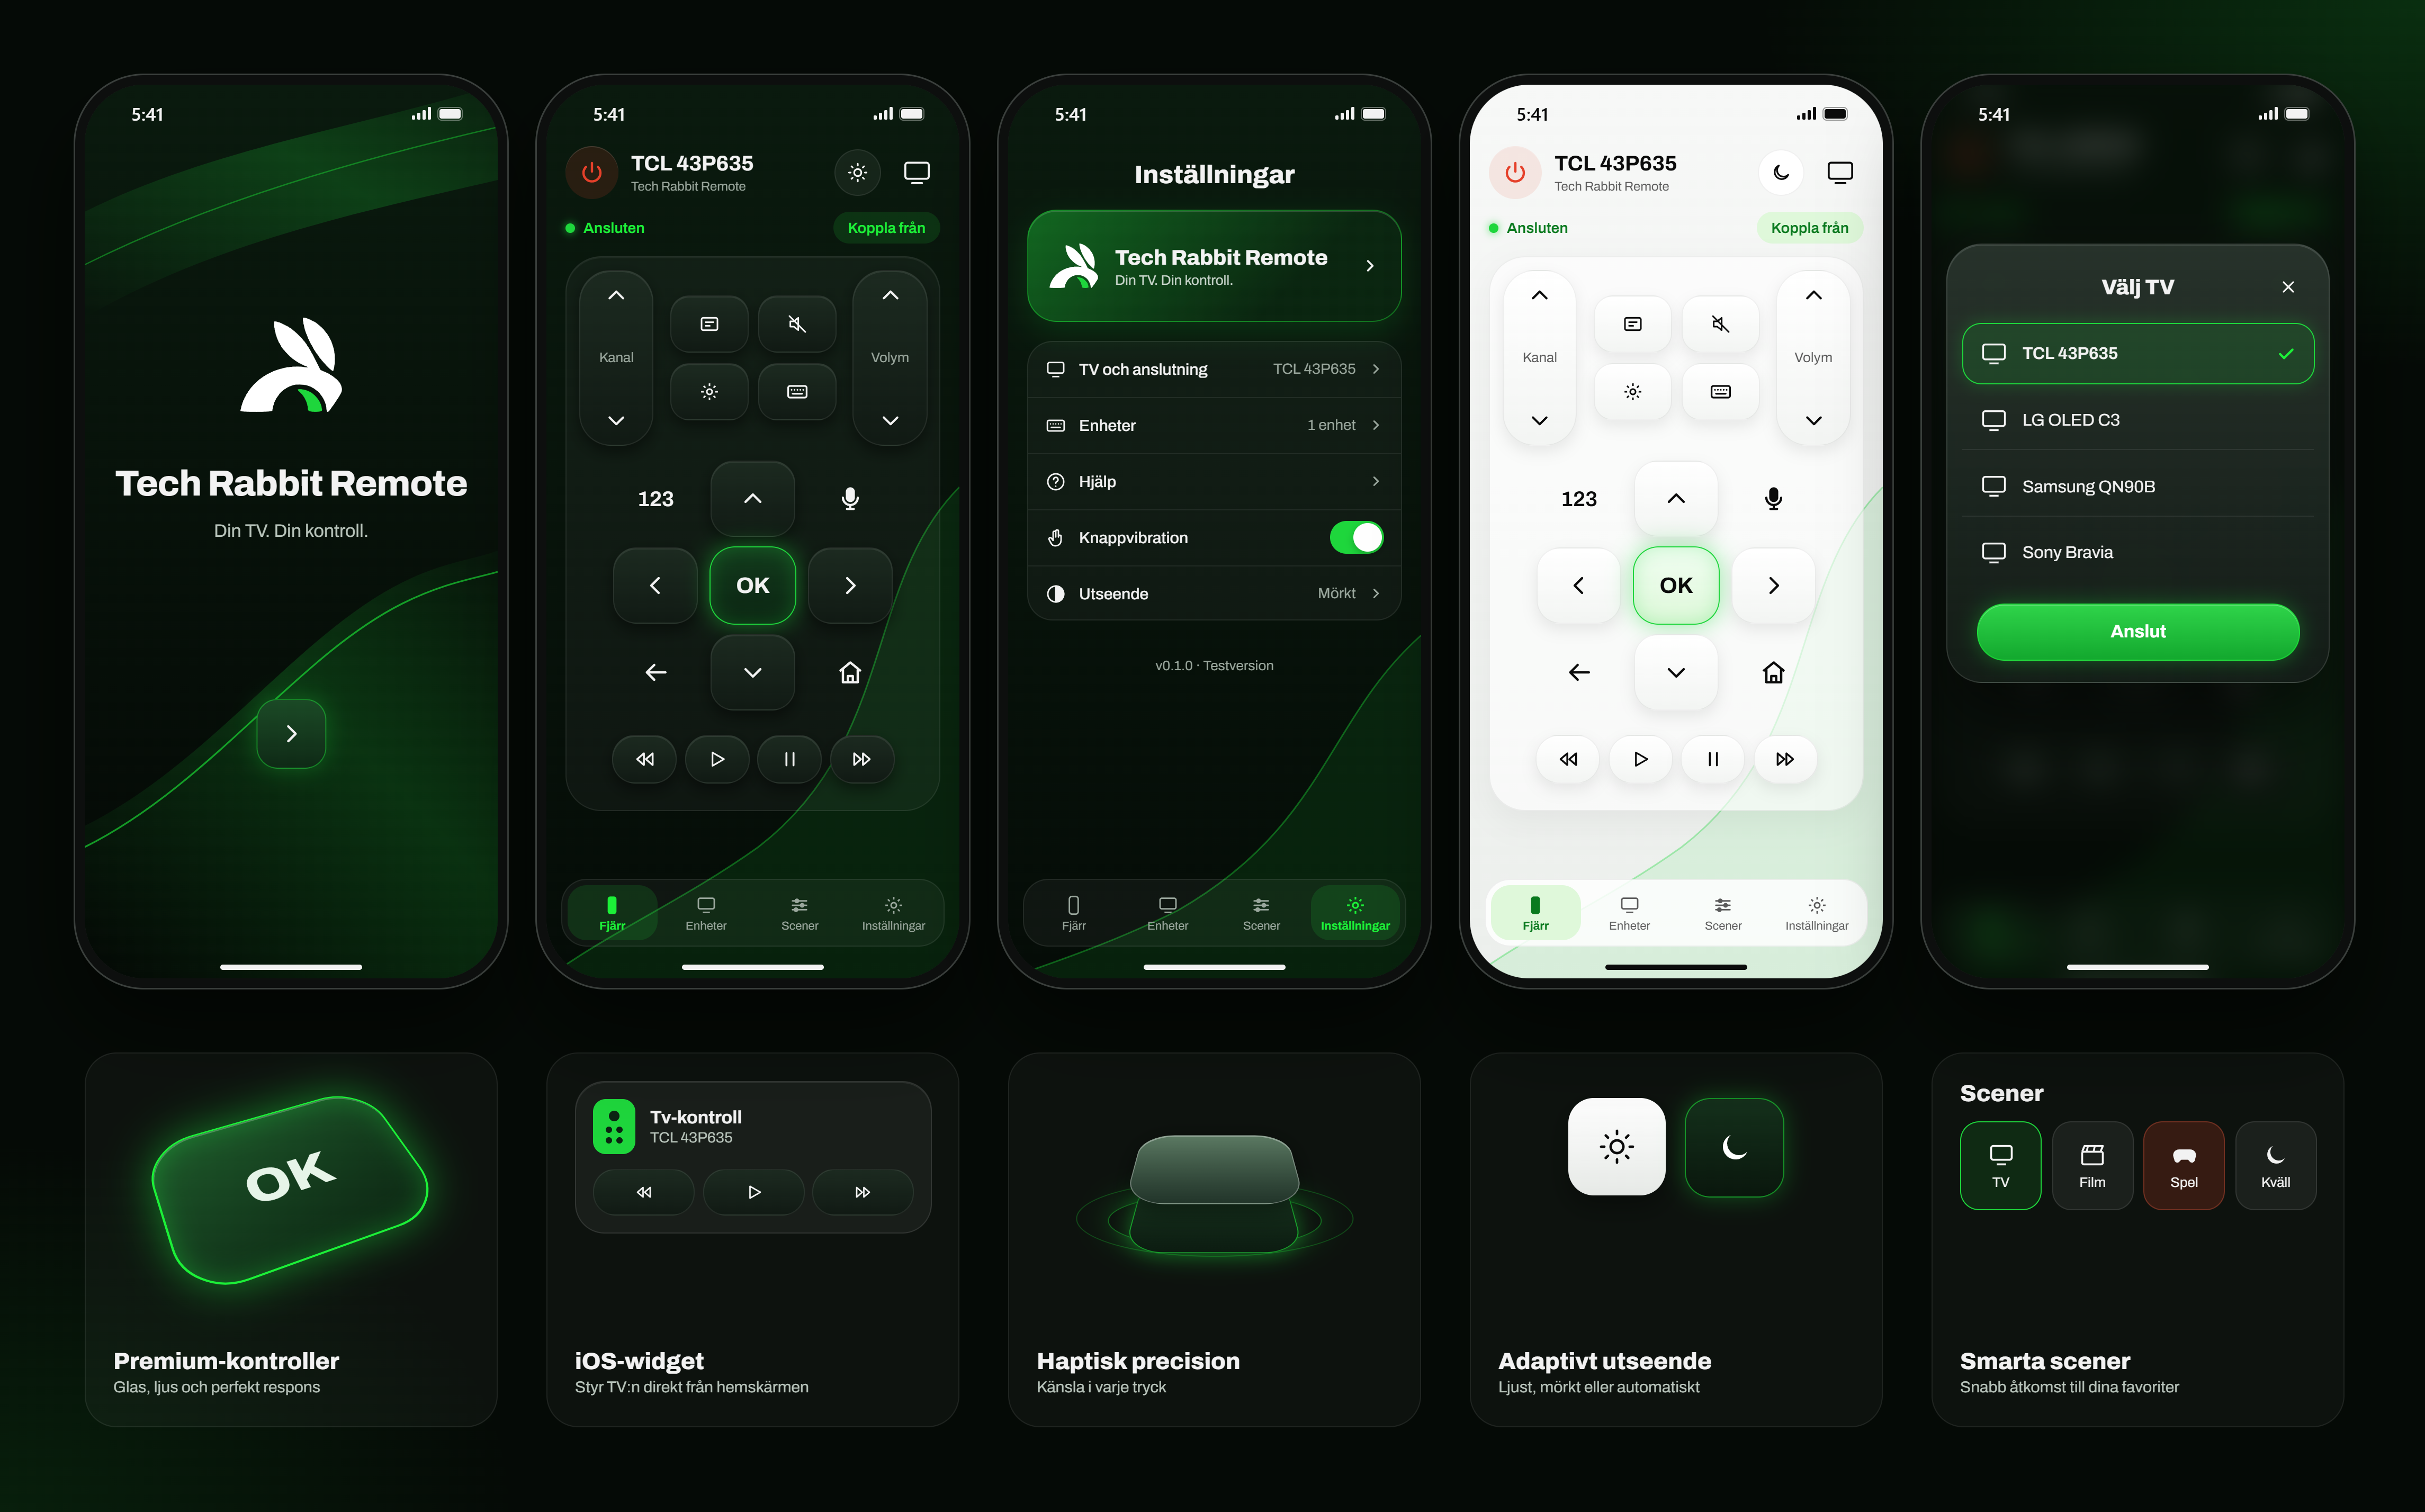 5:41
Tech Rabbit Remote
Din TV. Din kontroll.
5:41
TCL 43P635
Tech Rabbit Remote
Ansluten
Koppla från
Kanal
Volym
123
OK
Fjärr
Enheter
Scener
Inställningar
5:41
Inställningar
Tech Rabbit Remote
Din TV. Din kontroll.
TV och anslutning
TCL 43P635
Enheter
1 enhet
Hjälp
Knappvibration
Utseende
Mörkt
v0.1.0 · Testversion
Fjärr
Enheter
Scener
Inställningar
5:41
TCL 43P635
Tech Rabbit Remote
Ansluten
Koppla från
Kanal
Volym
123
OK
Fjärr
Enheter
Scener
Inställningar
5:41
Välj TV
TCL 43P635
LG OLED C3
Samsung QN90B
Sony Bravia
Anslut
OK
Premium-kontroller
Glas, ljus och perfekt respons
Tv-kontroll
TCL 43P635
iOS-widget
Styr TV:n direkt från hemskärmen
Haptisk precision
Känsla i varje tryck
Adaptivt utseende
Ljust, mörkt eller automatiskt
Scener
TV
Film
Spel
Kväll
Smarta scener
Snabb åtkomst till dina favoriter